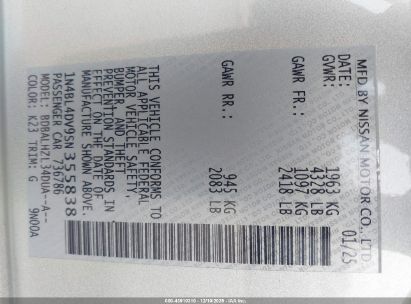 MFD BY NISSAN MOTOR CO., LTD.
DATE: 01/25
GVWR: 1963 KG
4328 LB
GAWR FR.: 1097 KG
2418 LB
GAWR RR.: 945 KG
2083 LB
THIS VEHICLE CONFORMS TO
ALL APPLICABLE FEDERAL
MOTOR VEHICLE SAFETY,
BUMPER, AND THEFT
PREVENTION STANDARDS IN
EFFECT ON THE DATE OF
MANUFACTURE SHOWN ABOVE.
1N4BL4DV9SN355838
PASSENGER CAR 736786
MODEL: BDBALHZL34DUA--A--
COLOR: K23 TRIM: G 9N00A